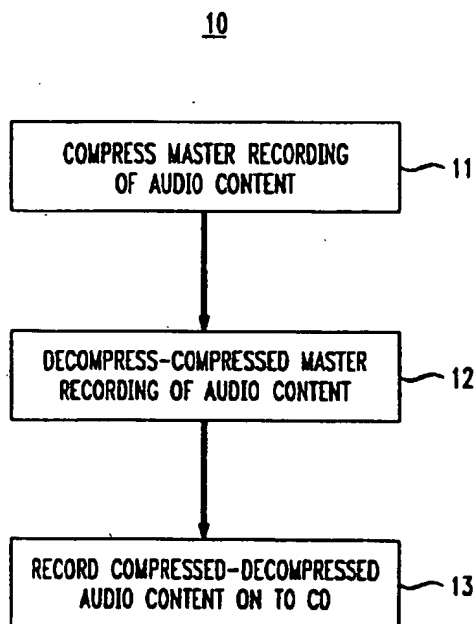 10
COMPRESS MASTER RECORDING
OF AUDIO CONTENT
11
DECOMPRESS-COMPRESSED MASTER
RECORDING OF AUDIO CONTENT
12
RECORD COMPRESSED-DECOMPRESSED
AUDIO CONTENT ON TO CD
13